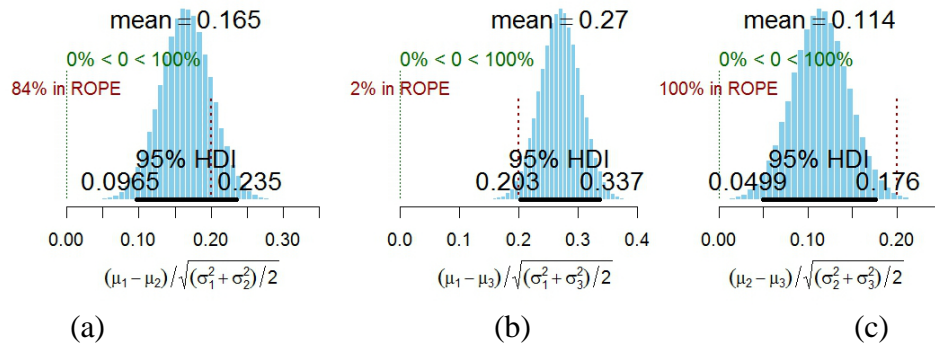 mean = 0.165
0% < 0 < 100%
84% in ROPE
95% HDI
0.0965 0.235
0.00 0.10 0.20 0.30
(μ₁ − μ₂)/√(σ₁² + σ₂²)/2
(a)
mean = 0.27
0% < 0 < 100%
2% in ROPE
95% HDI
0.203 0.337
0.0 0.1 0.2 0.3 0.4
(μ₁ − μ₃)/√(σ₁² + σ₃²)/2
(b)
mean = 0.114
0% < 0 < 100%
100% in ROPE
95% HDI
0.0499 0.176
0.00 0.05 0.10 0.15 0.20
(μ₂ − μ₃)/√(σ₂² + σ₃²)/2
(c)